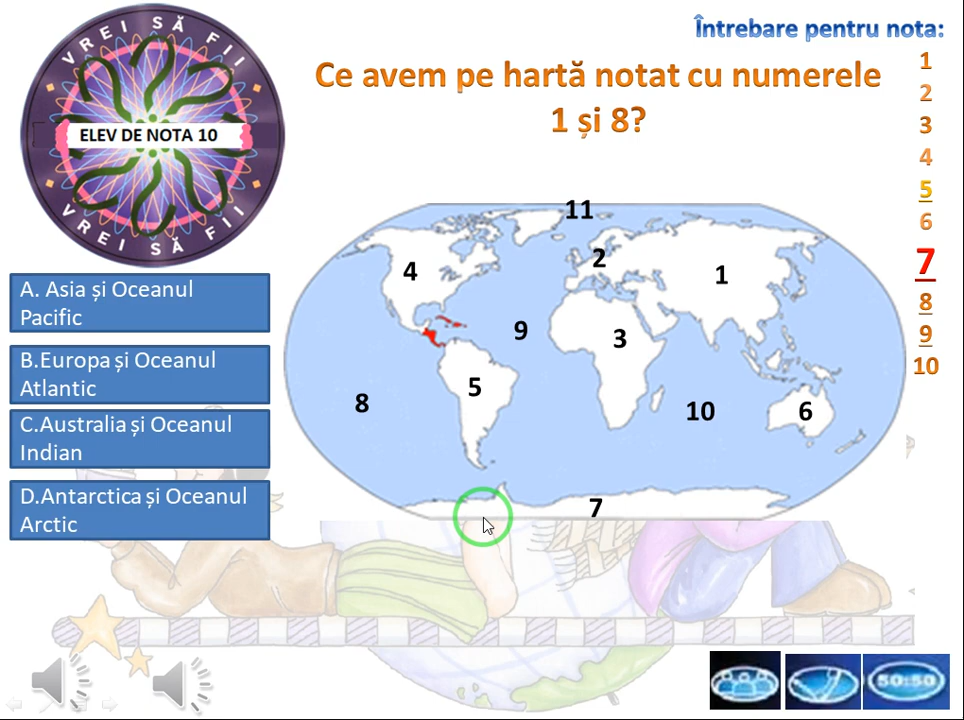 VREI SĂ FII
ELEV DE NOTA 10
VREI SĂ FII
Întrebare pentru nota:
Ce avem pe hartă notat cu numerele
1 și 8?
1
2
3
4
5
6
7
8
9
10
11
4
2
1
9
3
8
5
10
6
7
A. Asia și Oceanul
Pacific
B.Europa și Oceanul
Atlantic
C.Australia și Oceanul
Indian
D.Antarctica și Oceanul
Arctic
50:50